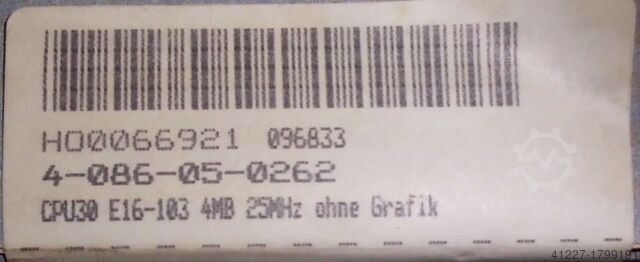 H00066921 096833
4-086-05-0262
CPU30 E16-103 4MB 25MHz ohne Grafik
41227-1799191